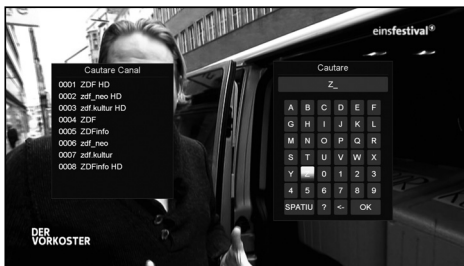 einsfestival
Cautare Canal
0001 ZDF HD
0002 zdf_neo HD
0003 zdf.kultur HD
0004 ZDF
0005 ZDFinfo
0006 zdf_neo
0007 zdf.kultur
0008 ZDFinfo HD
Cautare
Z_
A B C D E F
G H I J K L
M N O P Q R
S T U V W X
Y 0 1 2 3
4 5 6 7 8 9
SPATIU ? <- OK
DER
VORKOSTER